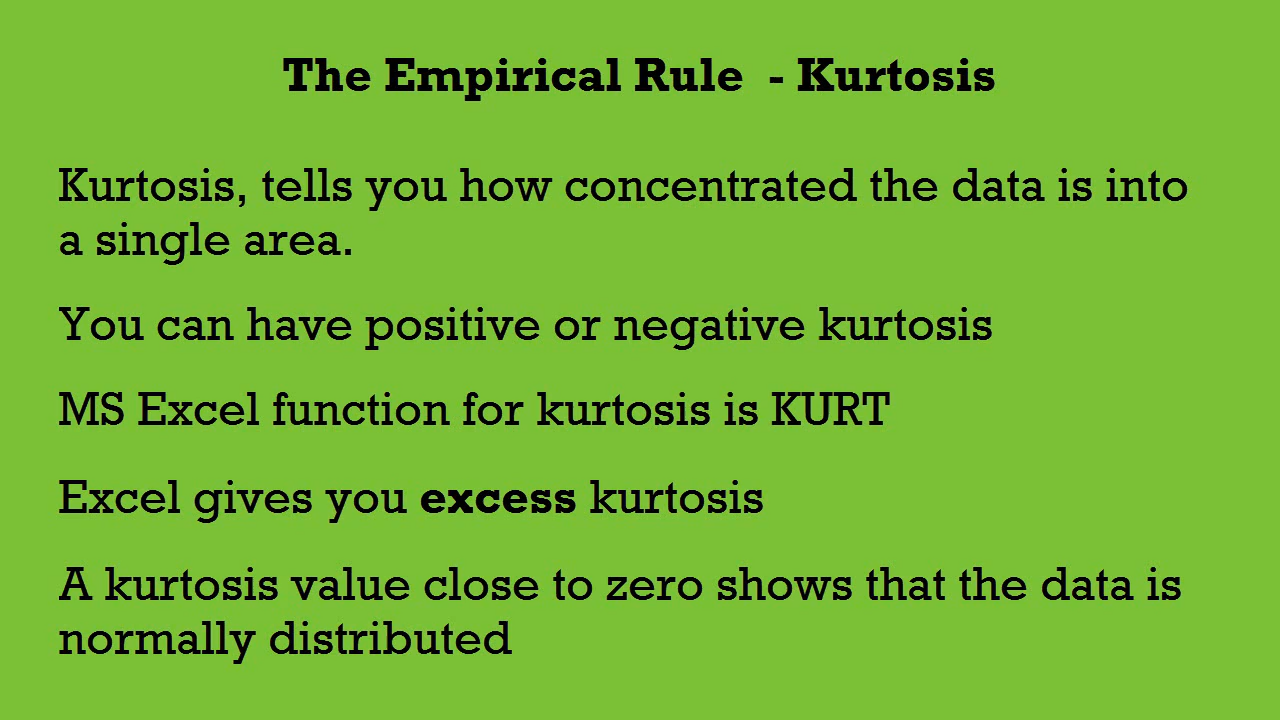 The Empirical Rule  - Kurtosis
Kurtosis, tells you how concentrated the data is into
a single area.
You can have positive or negative kurtosis
MS Excel function for kurtosis is KURT
Excel gives you excess kurtosis
A kurtosis value close to zero shows that the data is
normally distributed